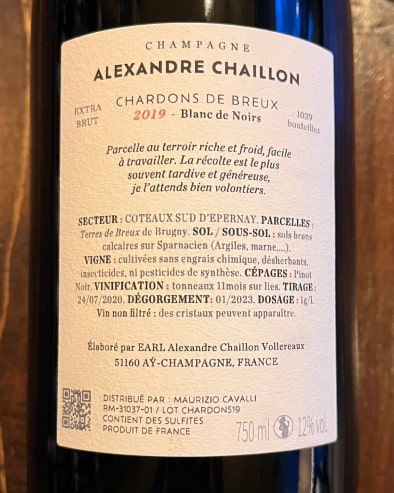 CHAMPAGNE
ALEXANDRE CHAILLON
CHARDONS DE BREUX
EXTRA BRUT
2019 - Blanc de Noirs
1039 bouteilles
Parcelle au terroir riche et froid, facile
à travailler. La récolte est le plus
souvent tardive et généreuse,
je l'attends bien volontiers.
SECTEUR : COTEAUX SUD D'EPERNAY. PARCELLES :
Terres de Breux de Brugny. SOL / SOUS-SOL : sols bruns
calcaires sur Sparnacien (Argiles, marne,...).
VIGNE : cultivées sans engrais chimique, désherbants,
insecticides, ni pesticides de synthèse. CÉPAGES : Pinot
Noir. VINIFICATION : tonneaux 11mois sur lies. TIRAGE :
24/07/2020. DÉGORGEMENT : 01/2023. DOSAGE : 1g/l.
Vin non filtré : des cristaux peuvent apparaître.
Élaboré par EARL Alexandre Chaillon Vollereaux
51160 AŸ-CHAMPAGNE, FRANCE
DISTRIBUÉ PAR : MAURIZIO CAVALLI
RM-31037-01 / LOT CHARDONS19
CONTIENT DES SULFITES
PRODUIT DE FRANCE
750 ml 12% vol.